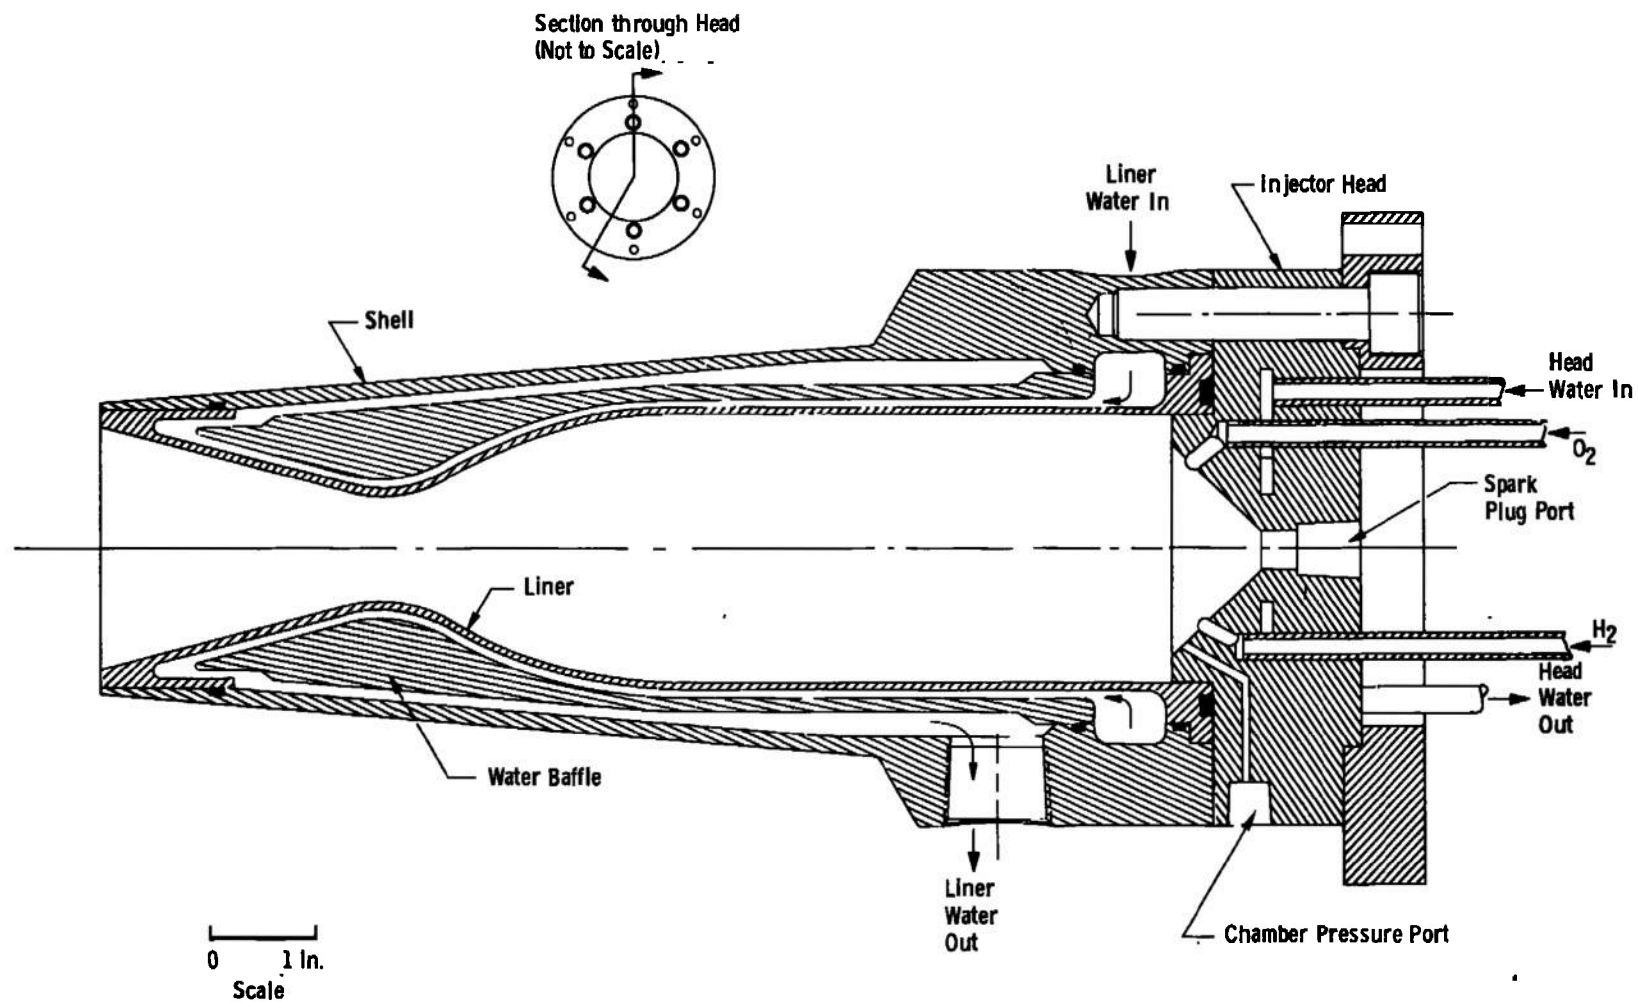 Section through Head
(Not to Scale)
Liner
Water In
Injector Head
Shell
Head
Water In
O2
Spark
Plug Port
Liner
H2
Head
Water
Out
Water Baffle
Liner
Water
Out
Chamber Pressure Port
0 1 In.
Scale